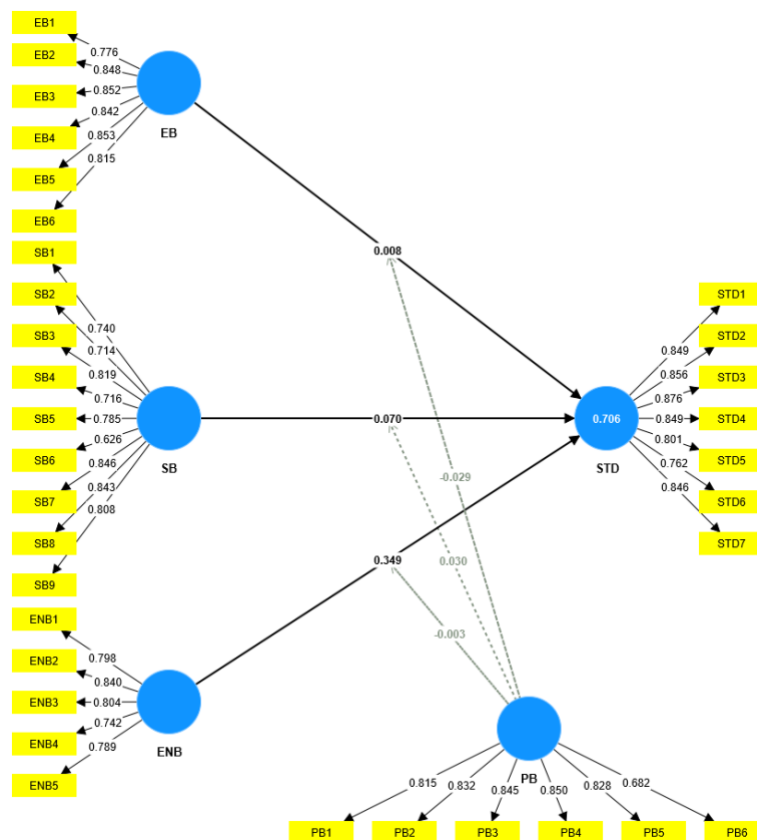 EB1
EB2
EB3
EB4
EB5
EB6
0.776
0.848
0.852
0.842
0.853
0.815
EB
SB1
SB2
SB3
SB4
SB5
SB6
SB7
SB8
SB9
0.740
0.714
0.819
0.716
0.785
0.626
0.846
0.843
0.808
SB
ENB1
ENB2
ENB3
ENB4
ENB5
0.798
0.840
0.804
0.742
0.789
ENB
0.008
0.070
0.349
-0.029
0.030
-0.003
0.706
STD
0.849
0.856
0.876
0.849
0.801
0.762
0.846
STD1
STD2
STD3
STD4
STD5
STD6
STD7
PB
0.815
0.832
0.845
0.850
0.828
0.682
PB1
PB2
PB3
PB4
PB5
PB6